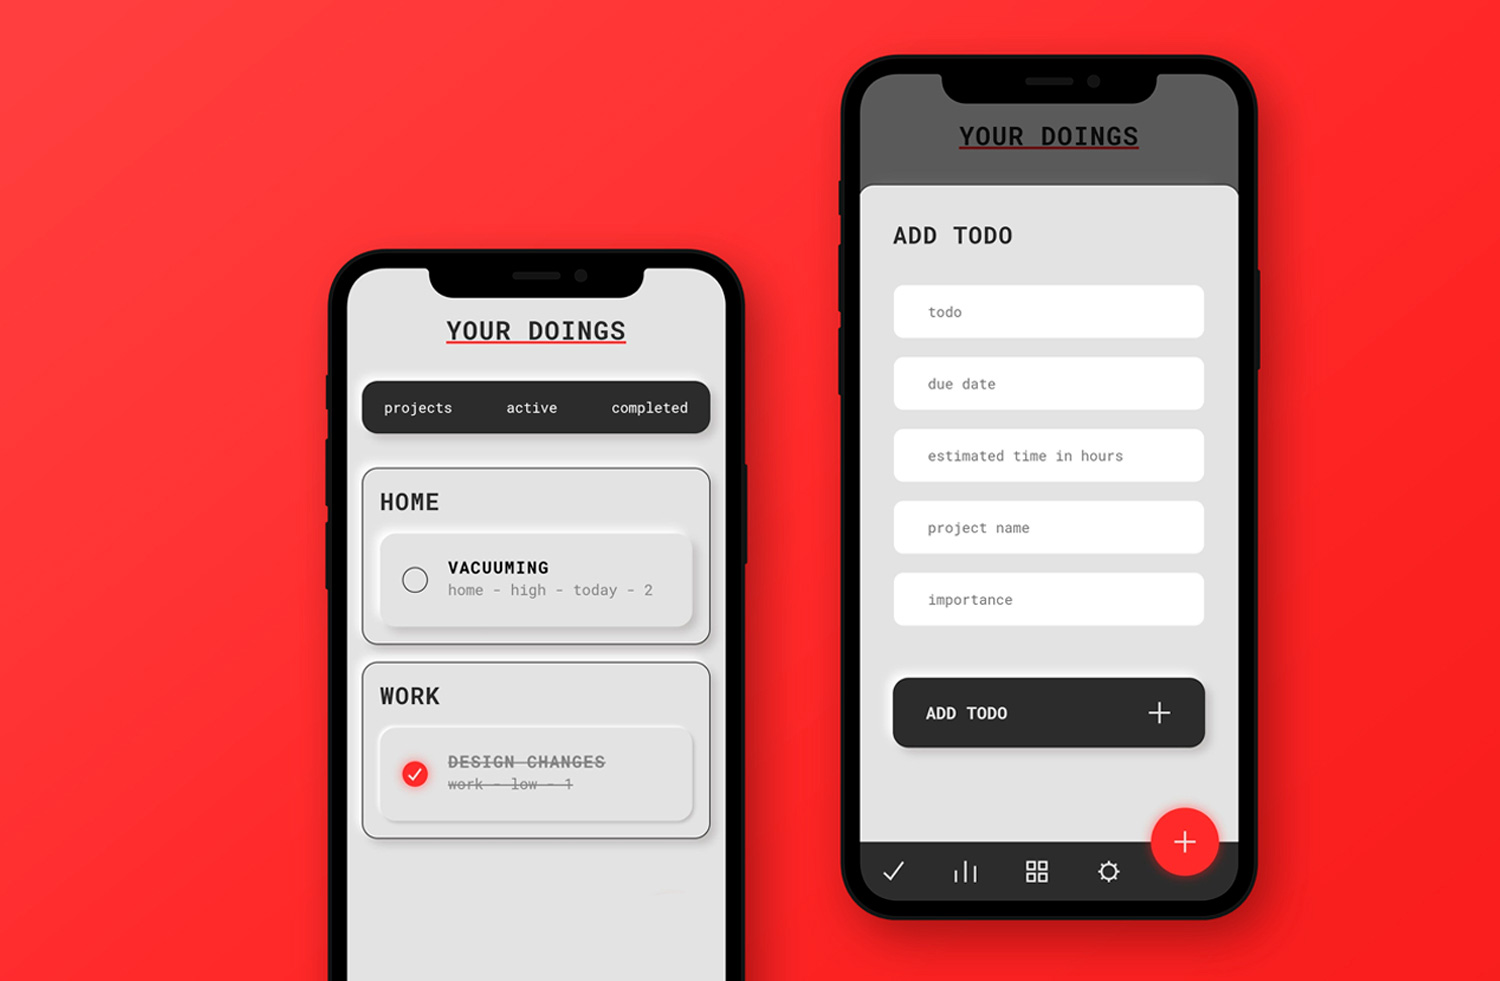 YOUR DOINGS
projects active completed
HOME
VACUUMING
home - high - today - 2
WORK
DESIGN CHANGES
work - low - 1
YOUR DOINGS
ADD TODO
todo
due date
estimated time in hours
project name
importance
ADD TODO